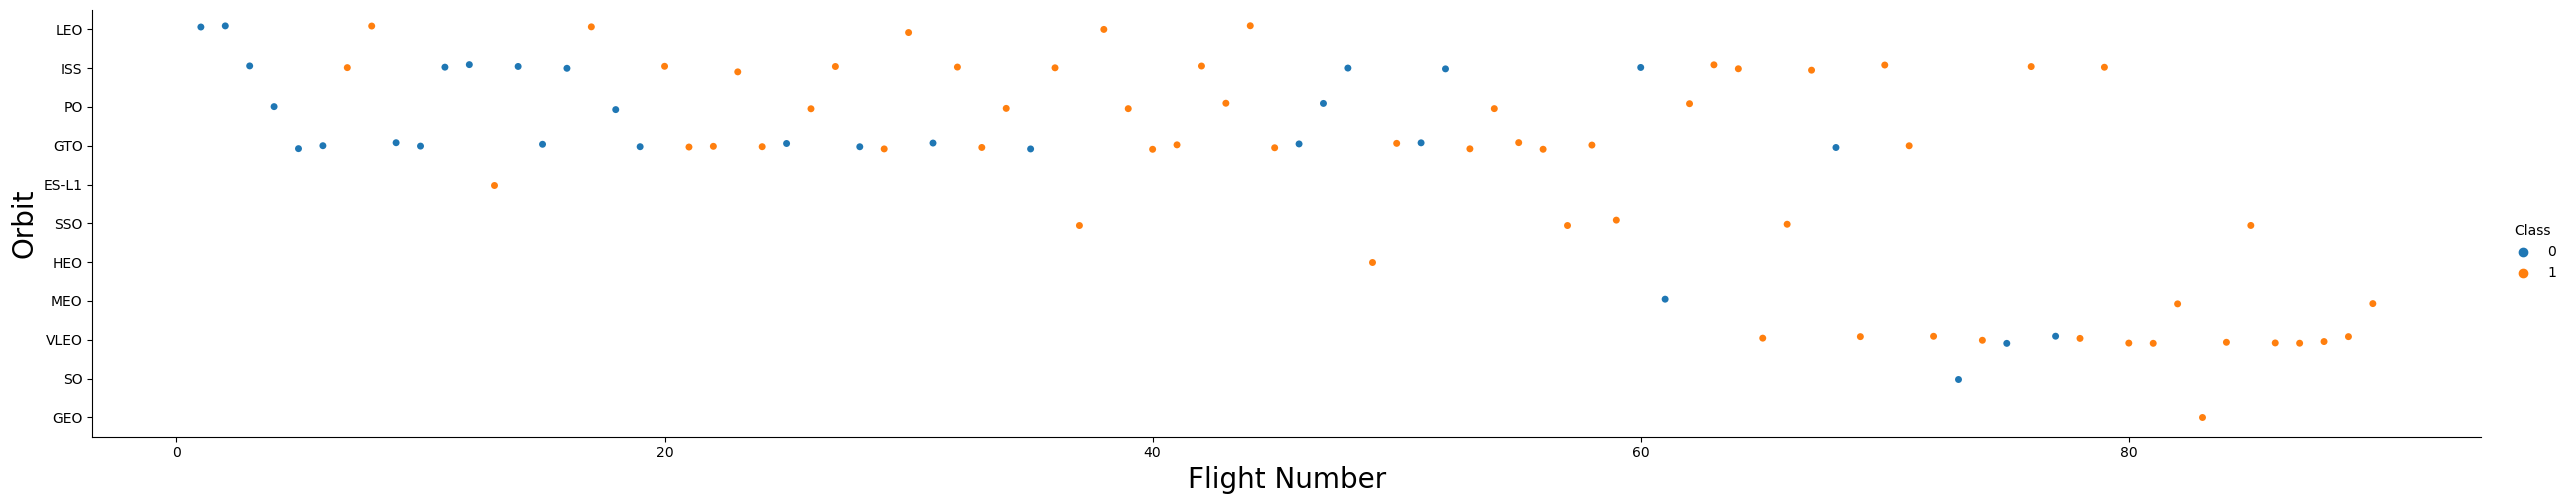 LEO
ISS
PO
GTO
ES-L1
SSO
HEO
MEO
VLEO
SO
GEO
Orbit
0 20 40 60 80
Flight Number
Class
0
1